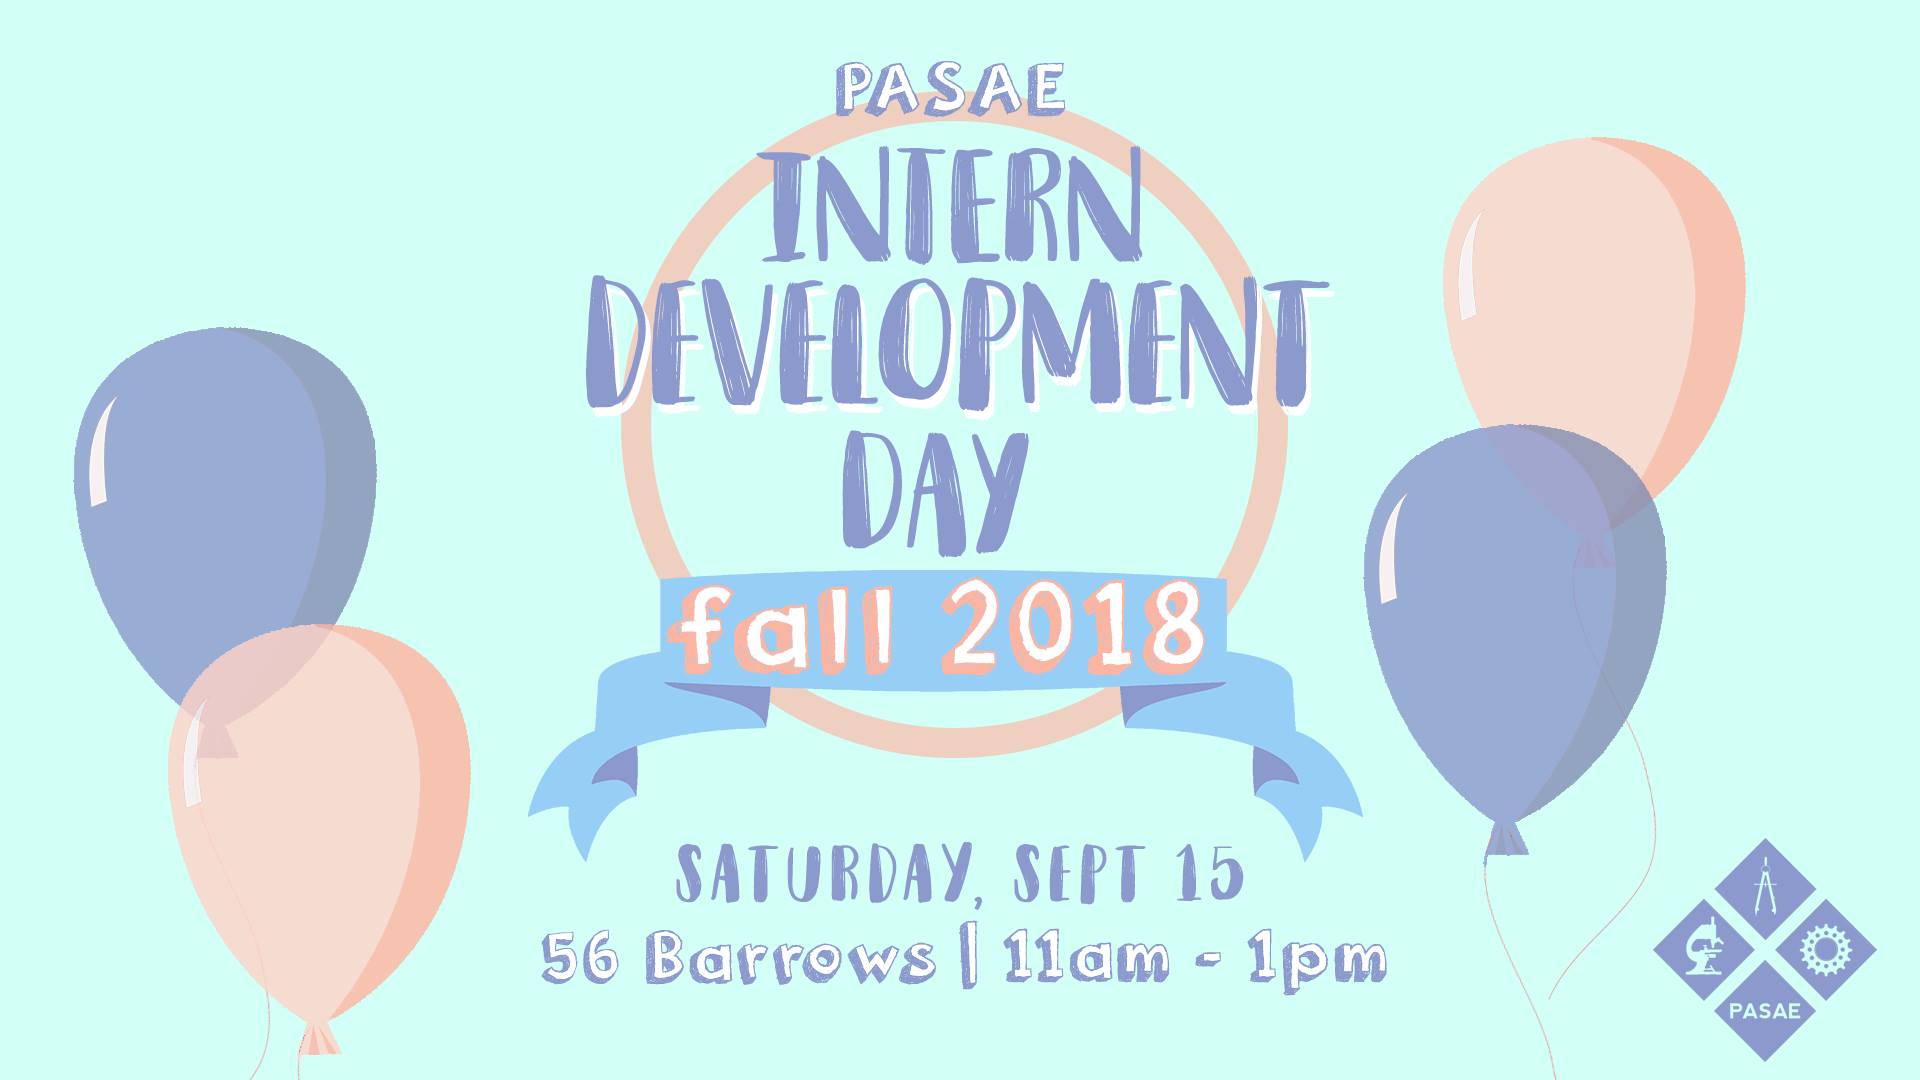 PASAE
INTERN
DEVELOPMENT
DAY
fall 2018
SATURDAY, SEPT 15
56 Barrows | 11am - 1pm
PASAE